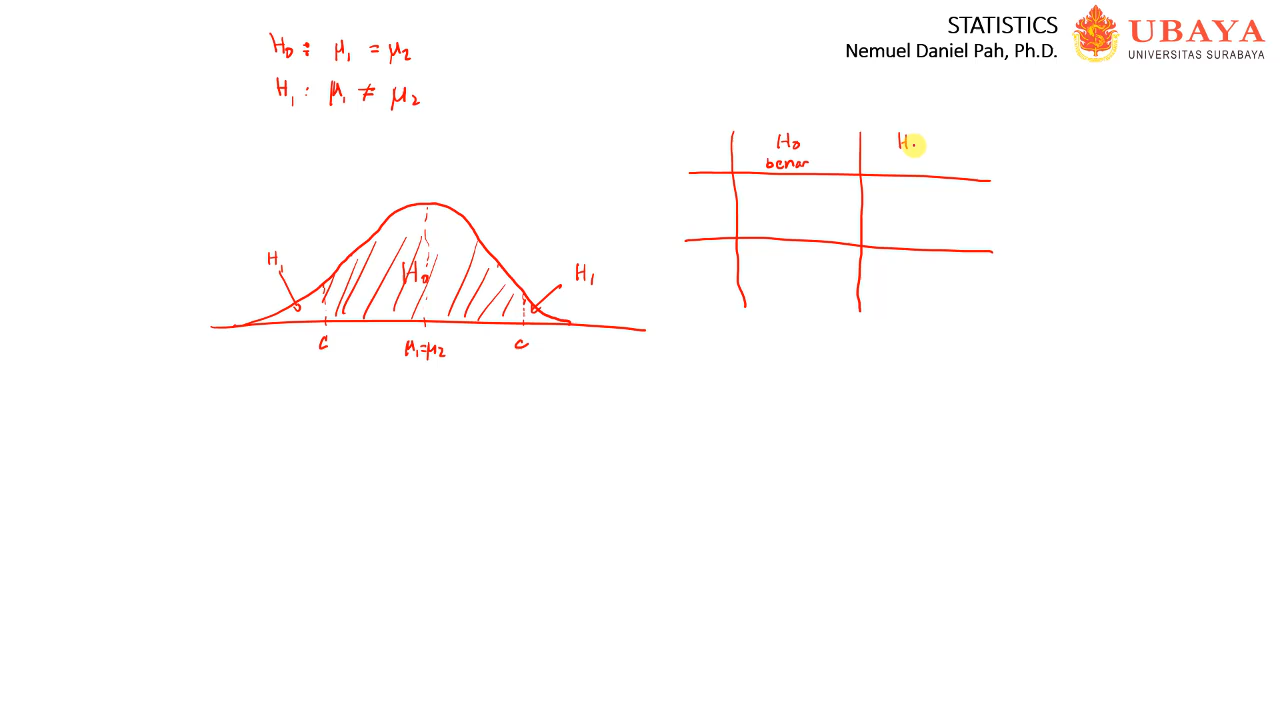 STATISTICS
Nemuel Daniel Pah, Ph.D.
UBAYA
UNIVERSITAS SURABAYA
H₀ : μ₁ = μ₂
H₁ : μ₁ ≠ μ₂
H₀
benar
H
H₁
H₀
H₁
c
μ₁=μ₂
c